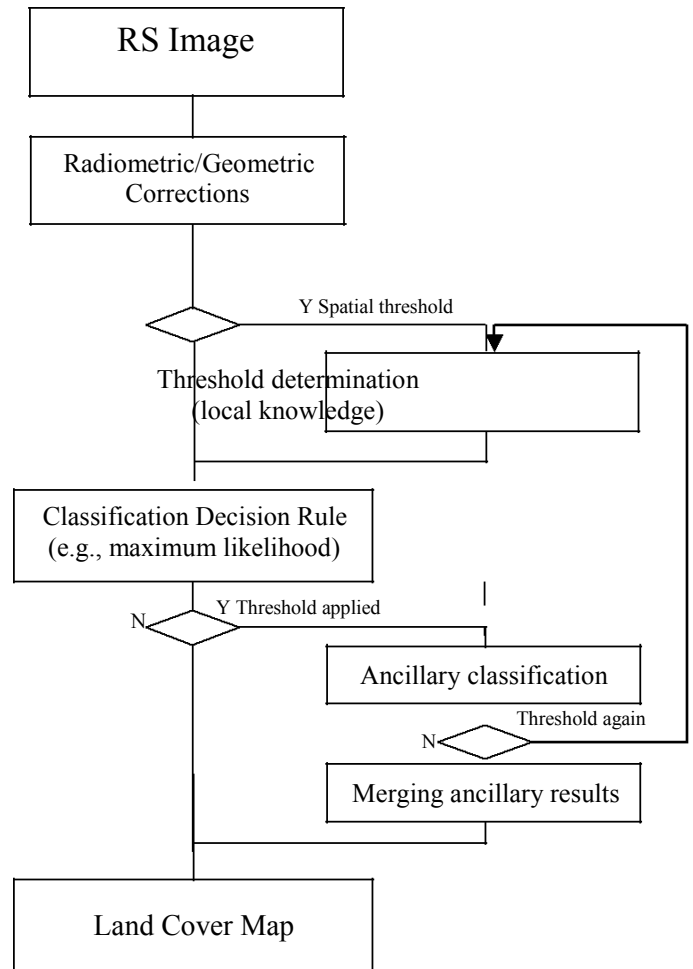 RS Image
Radiometric/Geometric
Corrections
Y Spatial threshold
Threshold determination
(local knowledge)
Classification Decision Rule
(e.g., maximum likelihood)
N
Y Threshold applied
Ancillary classification
Threshold again
N
Merging ancillary results
Land Cover Map